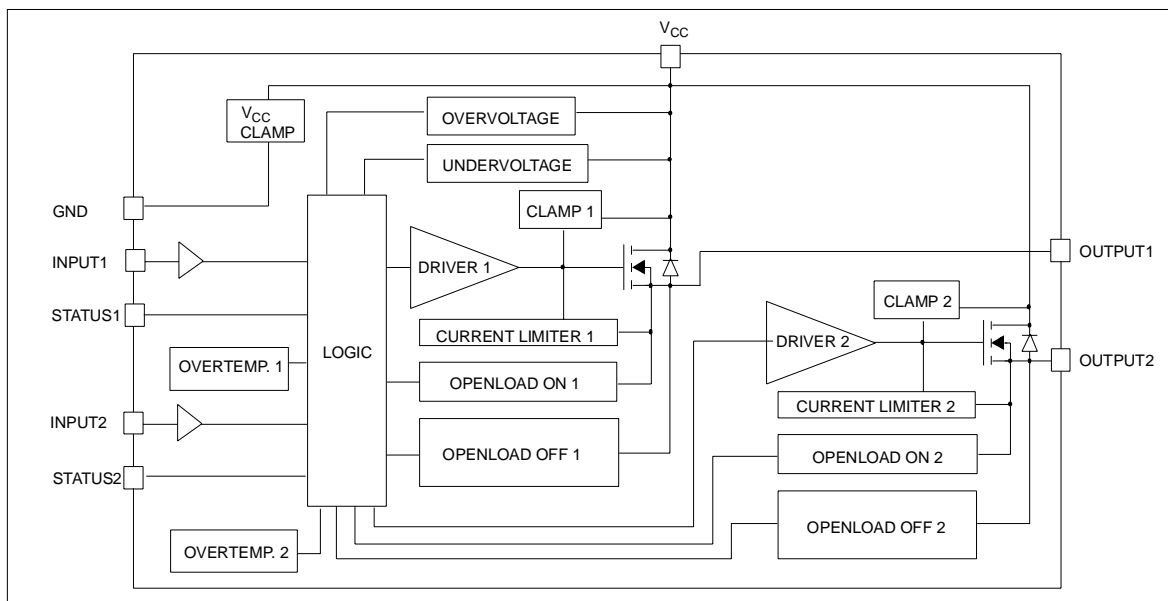 VCC
VCC
CLAMP
OVERVOLTAGE
UNDERVOLTAGE
GND
CLAMP 1
INPUT1
DRIVER 1
OUTPUT1
STATUS1
CURRENT LIMITER 1
LOGIC
CLAMP 2
DRIVER 2
OVERTEMP. 1
OPENLOAD ON 1
OUTPUT2
INPUT2
CURRENT LIMITER 2
OPENLOAD OFF 1
OPENLOAD ON 2
STATUS2
OVERTEMP. 2
OPENLOAD OFF 2